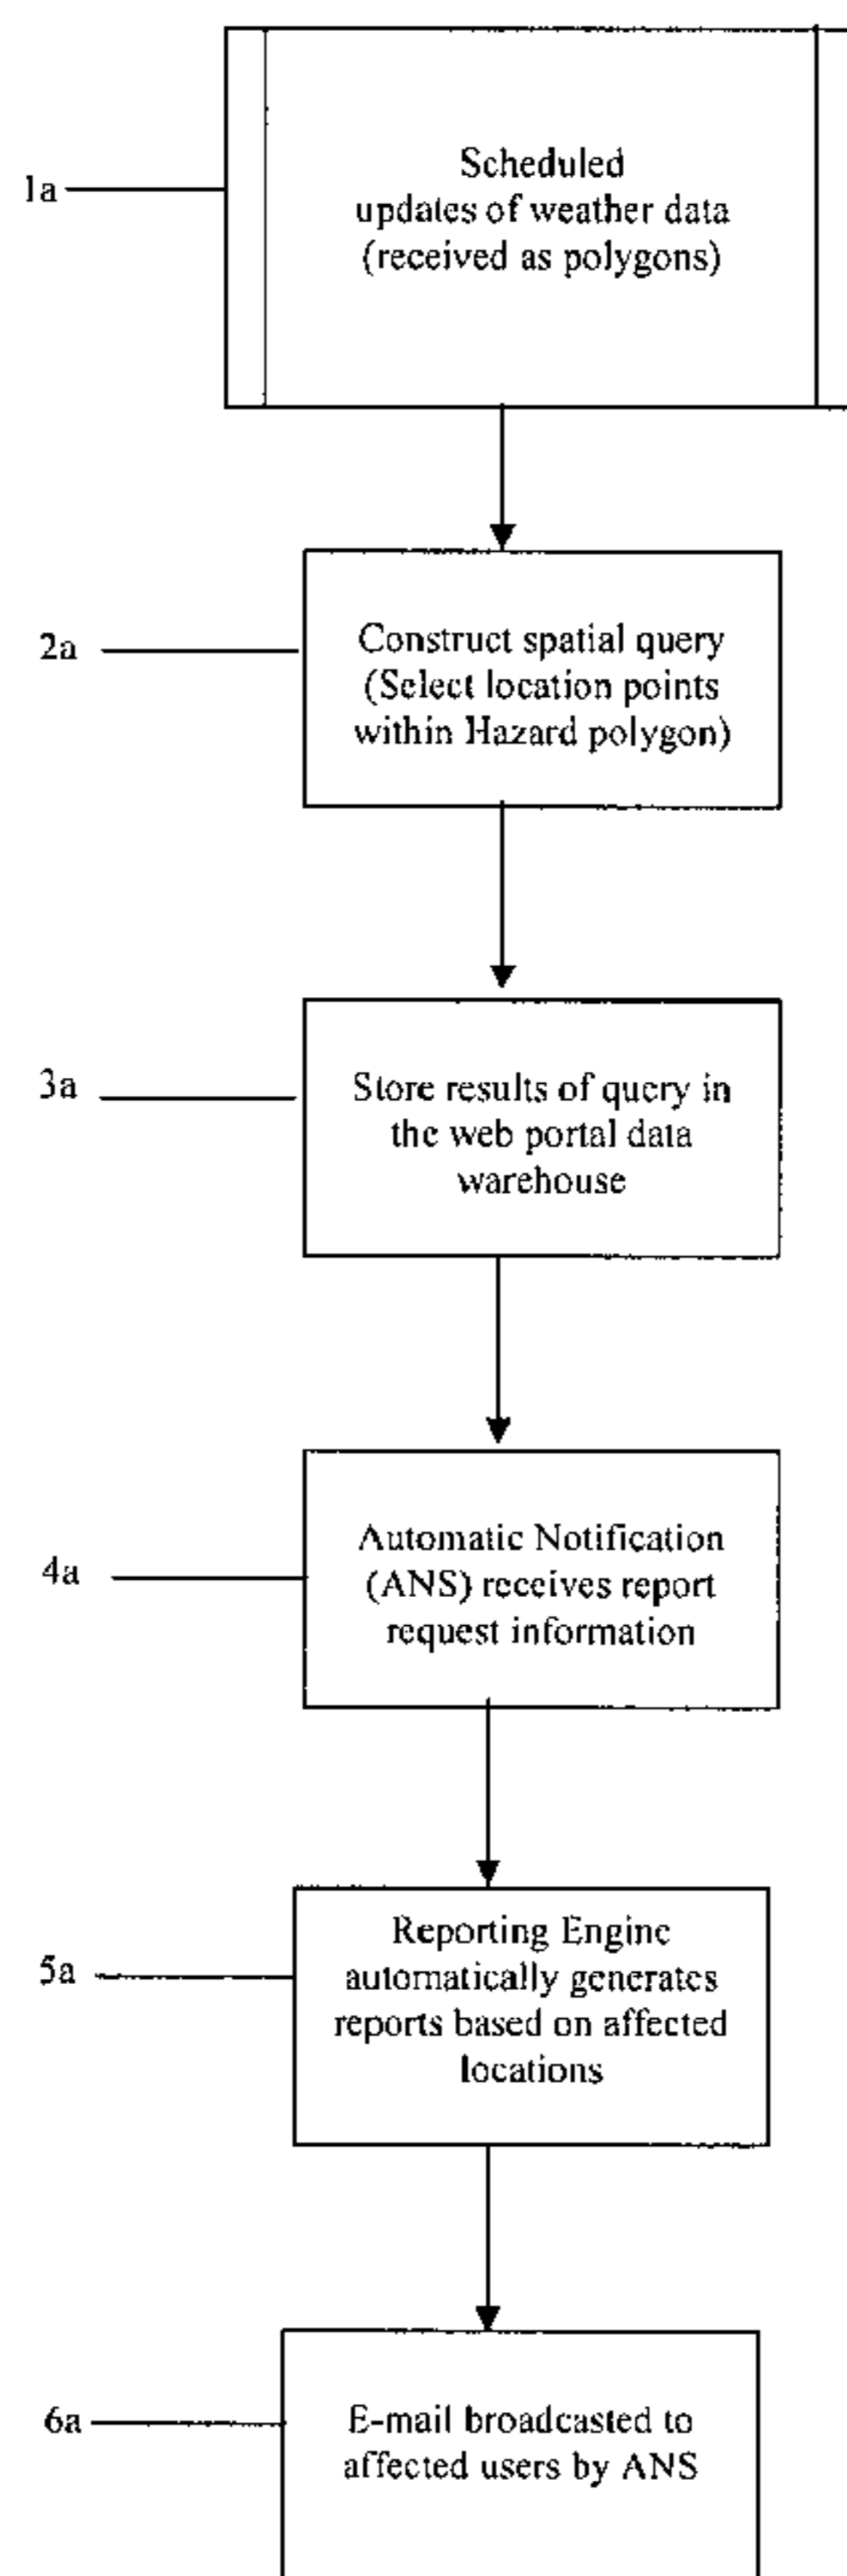 1a
Scheduled
updates of weather data
(received as polygons)
2a
Construct spatial query
(Select location points
within Hazard polygon)
3a
Store results of query in
the web portal data
warehouse
4a
Automatic Notification
(ANS) receives report
request information
5a
Reporting Engine
automatically generates
reports based on affected
locations
6a
E-mail broadcasted to
affected users by ANS